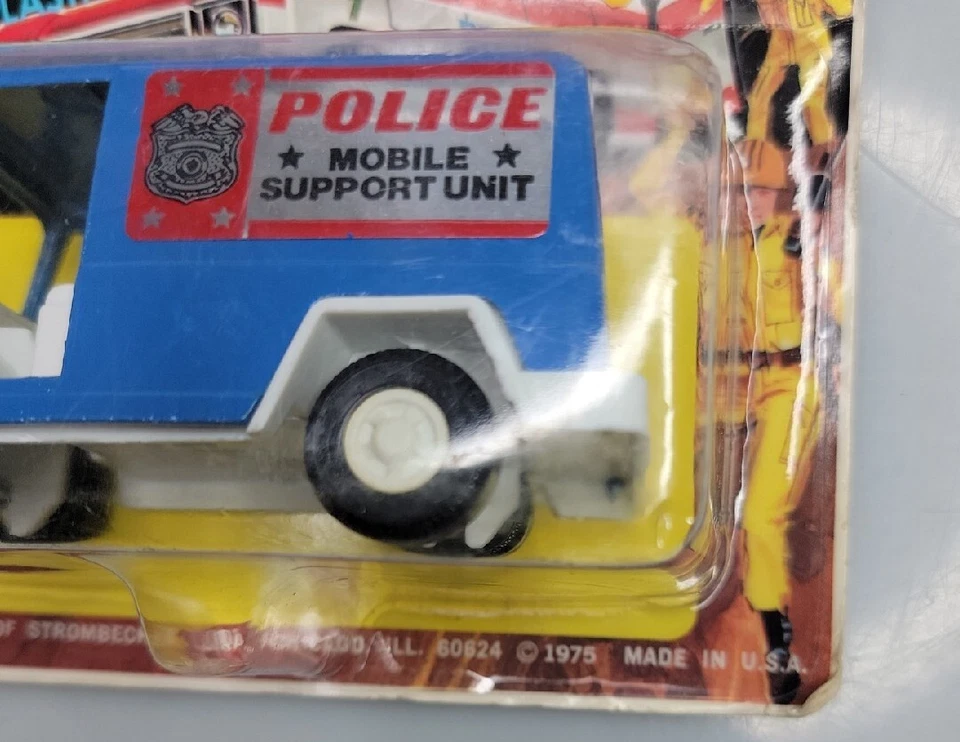 POLICE
★ MOBILE ★
SUPPORT UNIT
OF STROMBECK ILL. 60624 © 1975 MADE IN U.S.A.